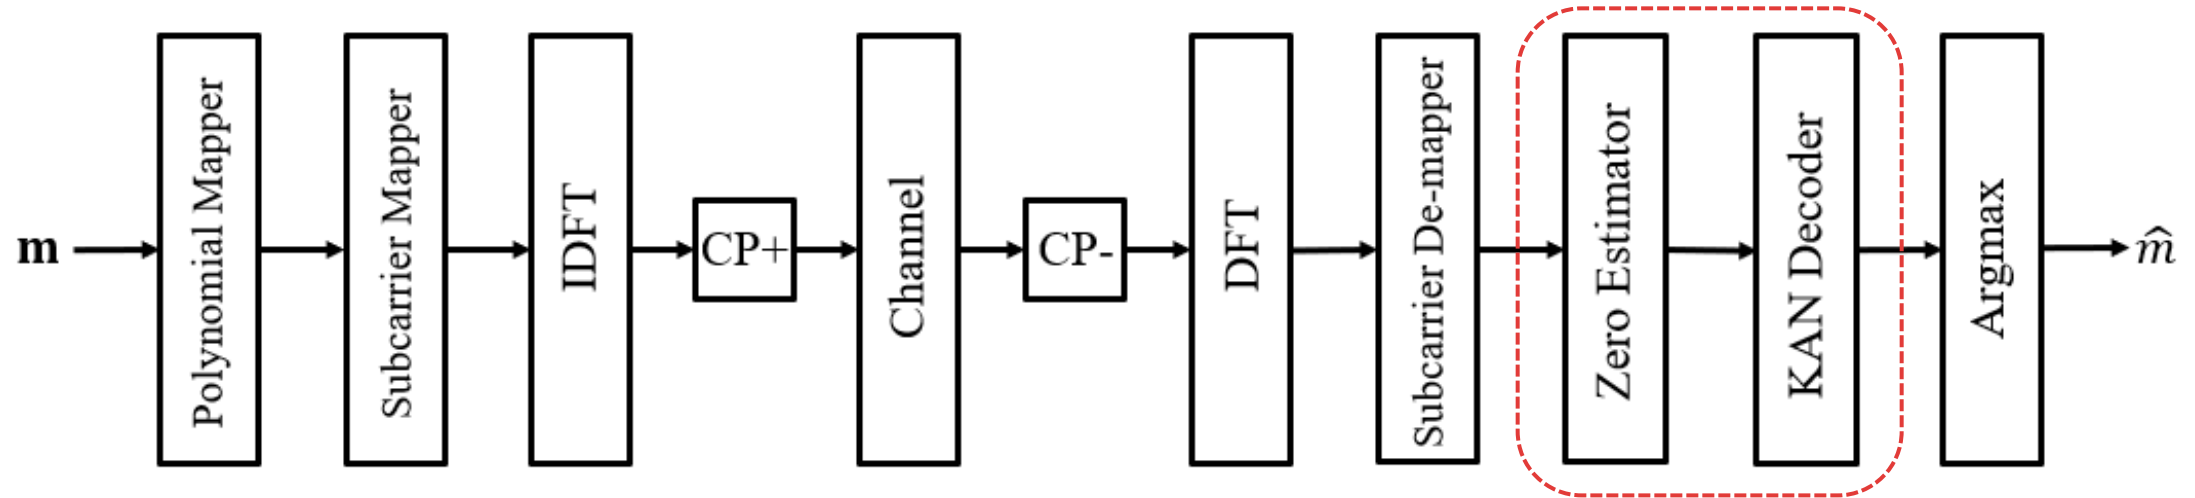 m
Polynomial Mapper
Subcarrier Mapper
IDFT
CP+
Channel
CP-
DFT
Subcarrier De-mapper
Zero Estimator
KAN Decoder
Argmax
m̂